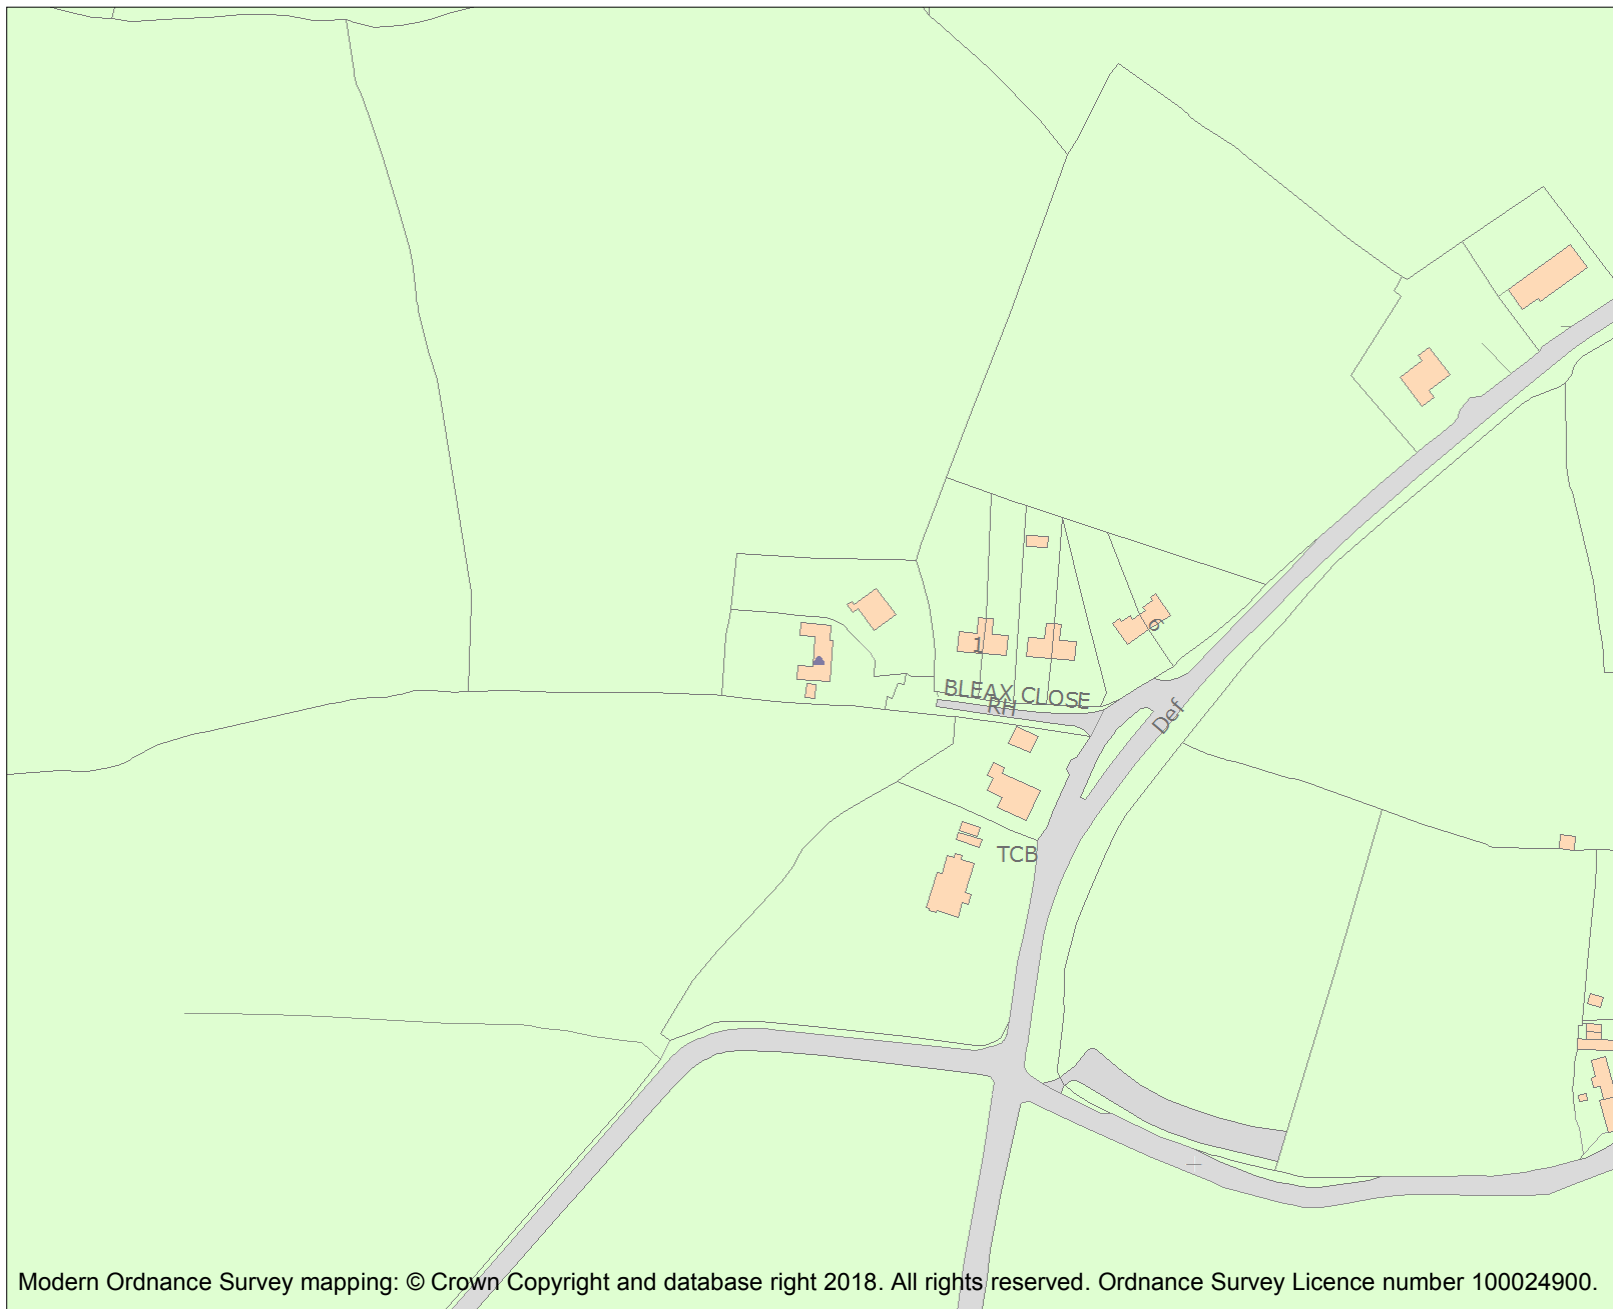 6
1
BLEAX CLOSE
RH
Def
TCB
Modern Ordnance Survey mapping: © Crown Copyright and database right 2018. All rights reserved. Ordnance Survey Licence number 100024900.